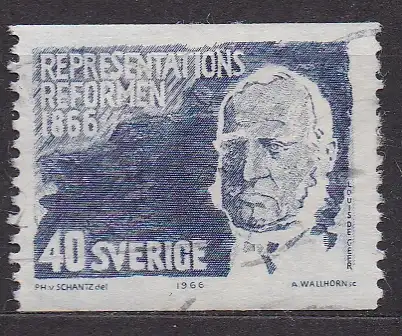 REPRESENTATIONS
REFORMEN
1866
LOUIS DE GEER
40 SVERIGE
PH. v SCHANTZ del 1966 A. WALLHORN sc